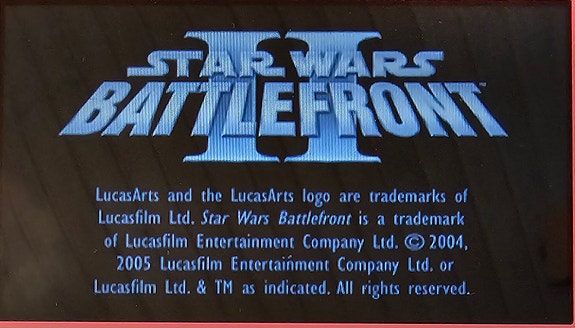 II
STAR WARS
BATTLEFRONT™
LucasArts and the LucasArts logo are trademarks of
Lucasfilm Ltd. Star Wars Battlefront is a trademark
of Lucasfilm Entertainment Company Ltd. © 2004,
2005 Lucasfilm Entertainment Company Ltd. or
Lucasfilm Ltd. & TM as indicated. All rights reserved.